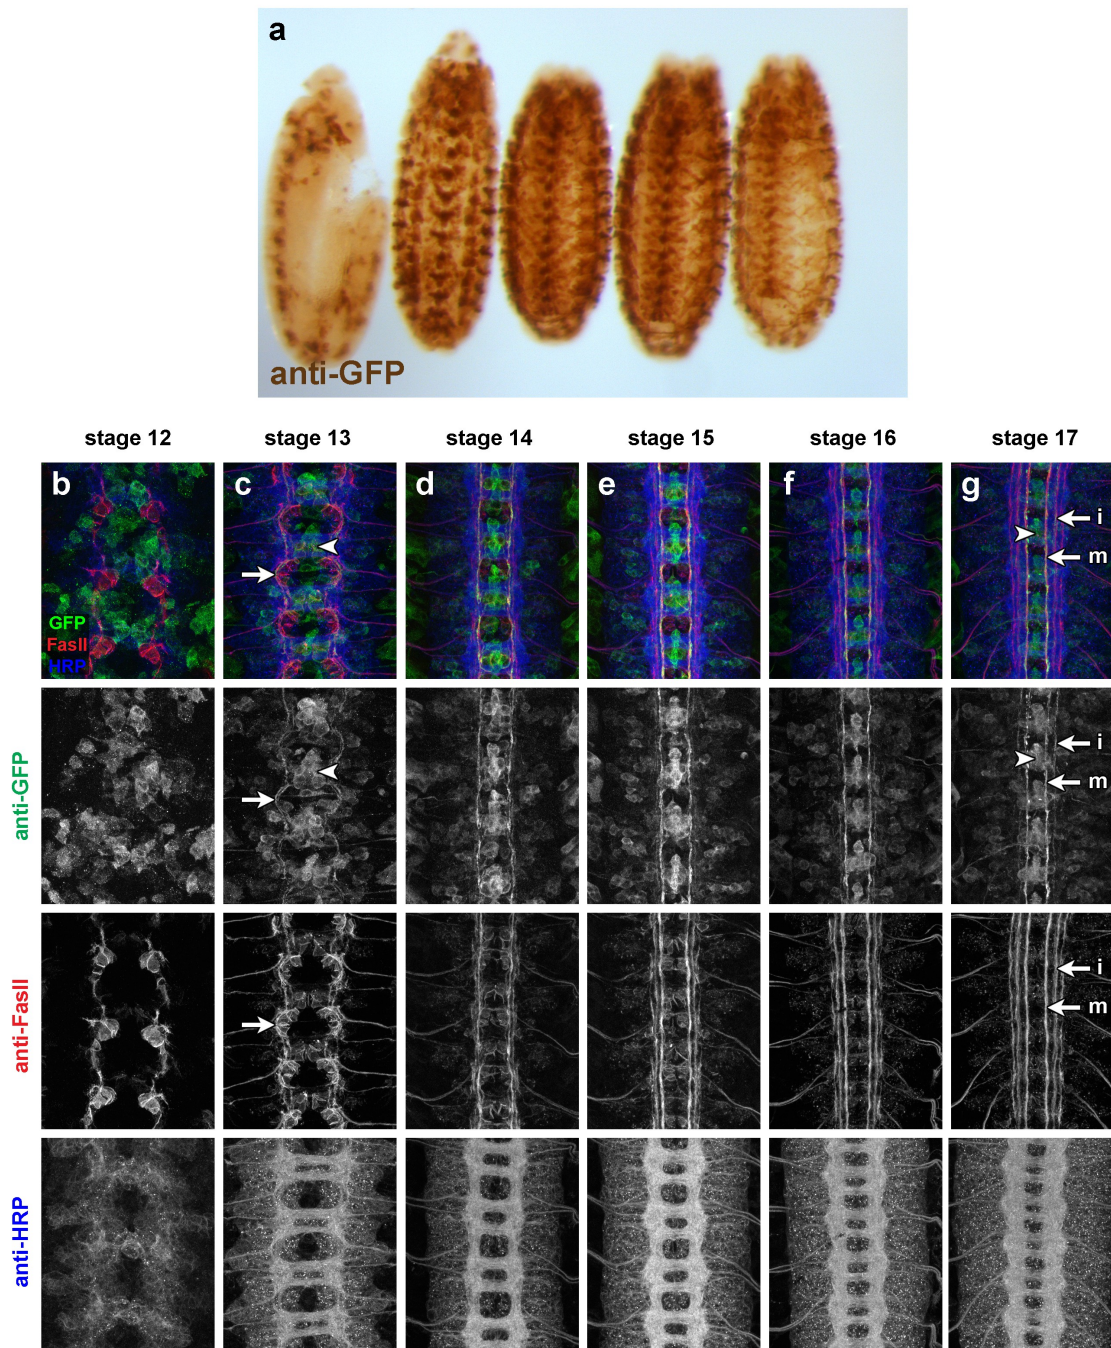 a
anti-GFP
stage 12
stage 13
stage 14
stage 15
stage 16
stage 17
b
c
d
e
f
g
i
m
GFP
FasII
HRP
anti-GFP
i
m
anti-FasII
i
m
anti-HRP